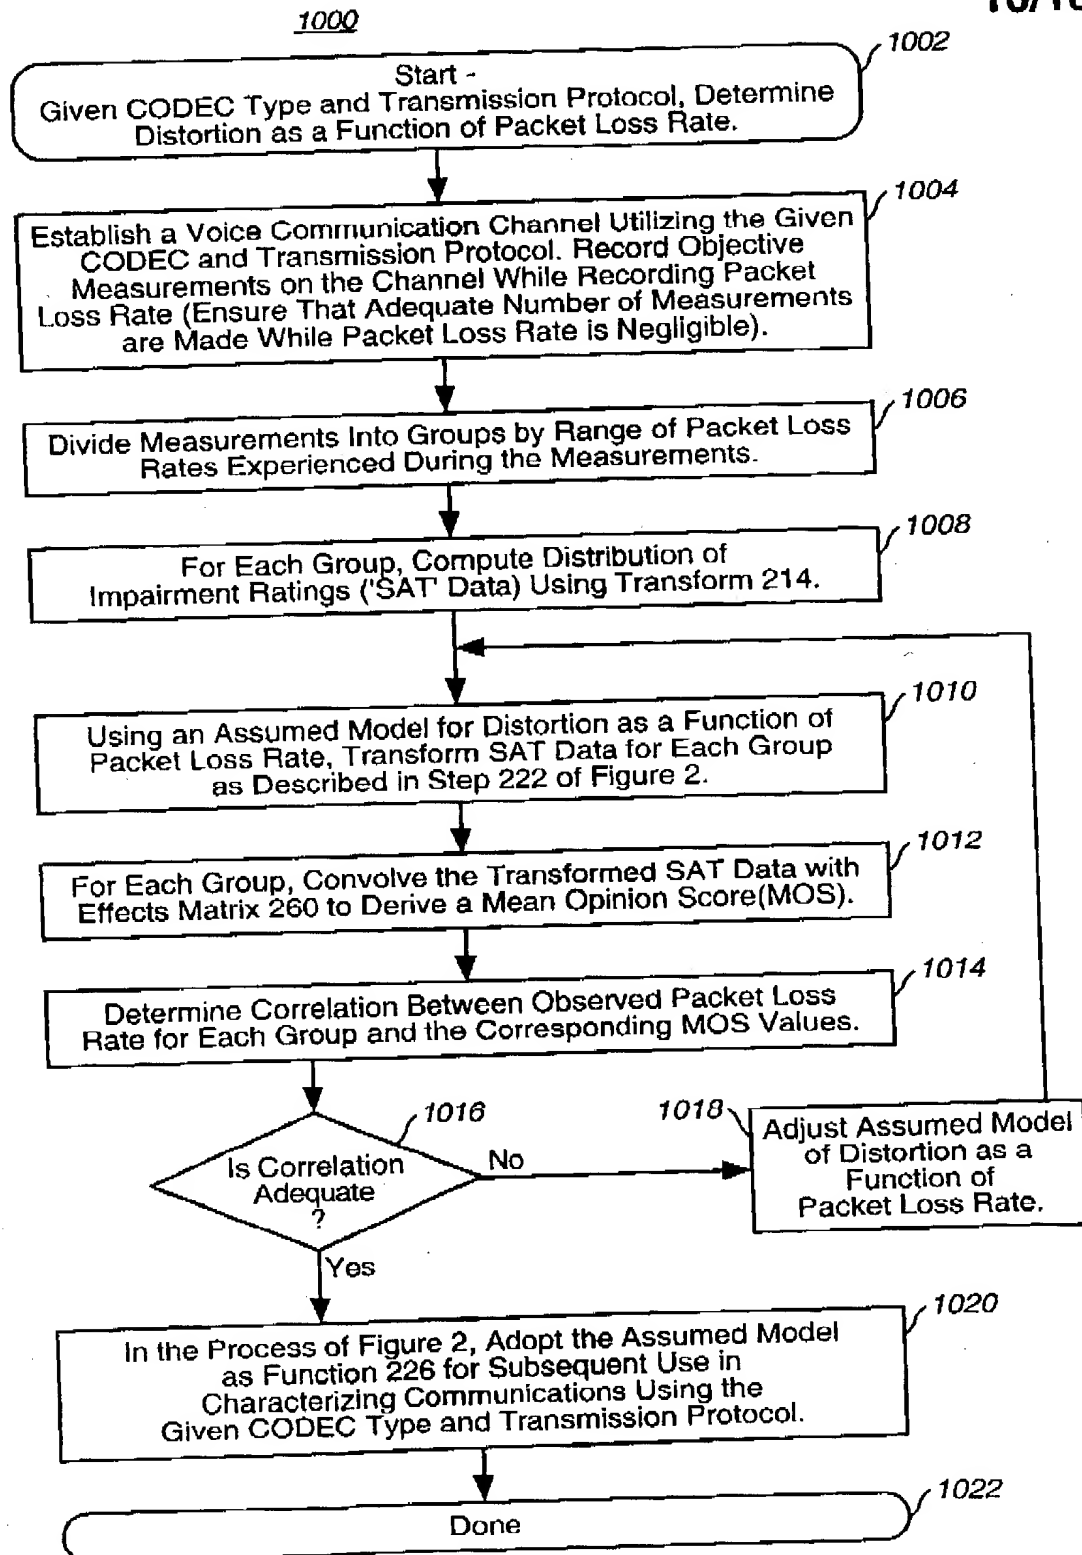 1000
1002
Start -
Given CODEC Type and Transmission Protocol, Determine
Distortion as a Function of Packet Loss Rate.
1004
Establish a Voice Communication Channel Utilizing the Given
CODEC and Transmission Protocol. Record Objective
Measurements on the Channel While Recording Packet
Loss Rate (Ensure That Adequate Number of Measurements
are Made While Packet Loss Rate is Negligible).
1006
Divide Measurements Into Groups by Range of Packet Loss
Rates Experienced During the Measurements.
1008
For Each Group, Compute Distribution of
Impairment Ratings ('SAT' Data) Using Transform 214.
1010
Using an Assumed Model for Distortion as a Function of
Packet Loss Rate, Transform SAT Data for Each Group
as Described in Step 222 of Figure 2.
1012
For Each Group, Convolve the Transformed SAT Data with
Effects Matrix 260 to Derive a Mean Opinion Score(MOS).
1014
Determine Correlation Between Observed Packet Loss
Rate for Each Group and the Corresponding MOS Values.
1016
Is Correlation
Adequate
?
No
Yes
1018
Adjust Assumed Model
of Distortion as a
Function of
Packet Loss Rate.
1020
In the Process of Figure 2, Adopt the Assumed Model
as Function 226 for Subsequent Use in
Characterizing Communications Using the
Given CODEC Type and Transmission Protocol.
1022
Done